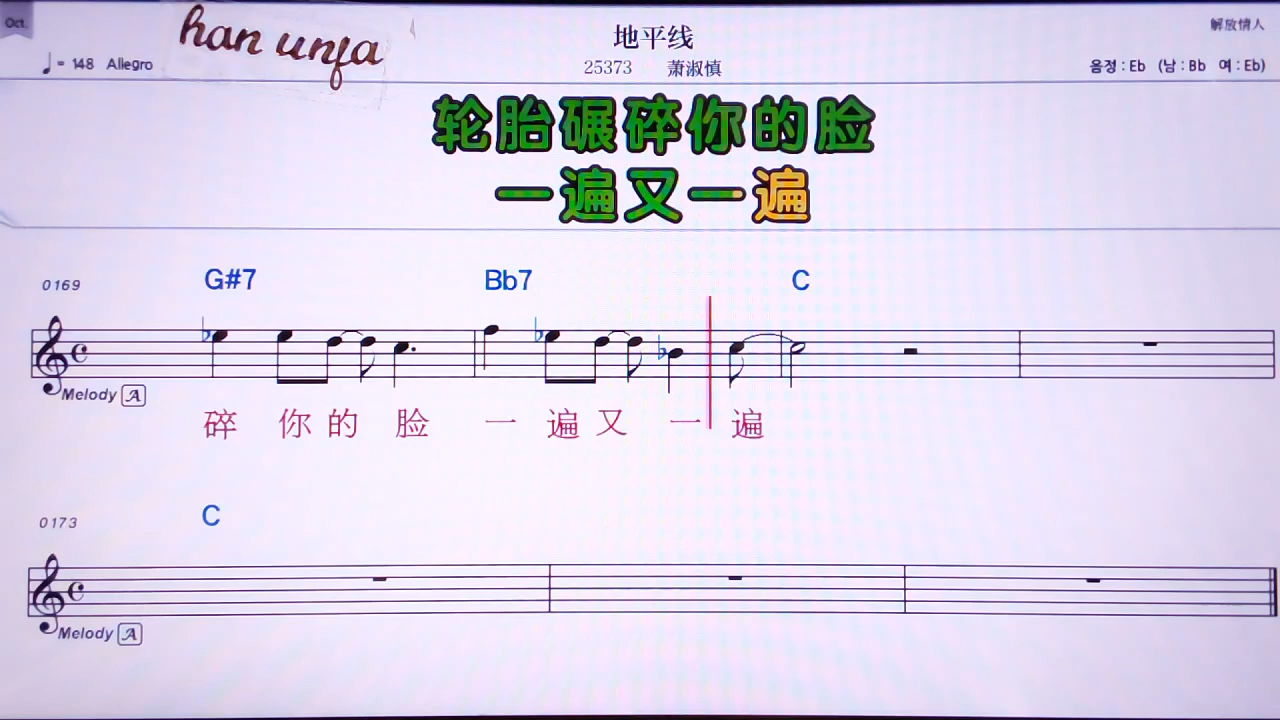 Oct.
han unfa
地平线
解放情人
♩= 148 Allegro
25373 萧淑慎
음정 : Eb (남 : Bb 여 : Eb)
轮胎碾碎你的脸
一遍又一遍
0169 G#7 Bb7 C
Melody A
碎 你 的 脸 一 遍 又 一 遍
0173 C
Melody A